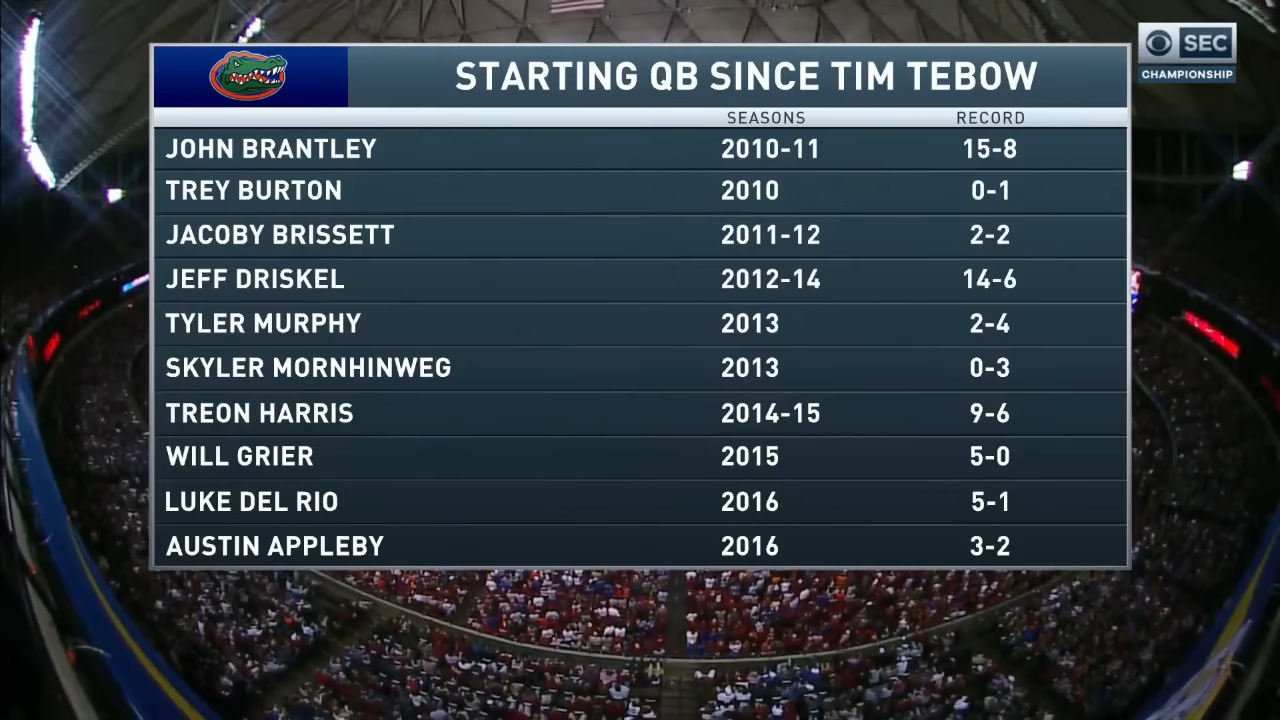 SEC
CHAMPIONSHIP
STARTING QB SINCE TIM TEBOW
SEASONS RECORD
JOHN BRANTLEY 2010-11 15-8
TREY BURTON 2010 0-1
JACOBY BRISSETT 2011-12 2-2
JEFF DRISKEL 2012-14 14-6
TYLER MURPHY 2013 2-4
SKYLER MORNHINWEG 2013 0-3
TREON HARRIS 2014-15 9-6
WILL GRIER 2015 5-0
LUKE DEL RIO 2016 5-1
AUSTIN APPLEBY 2016 3-2